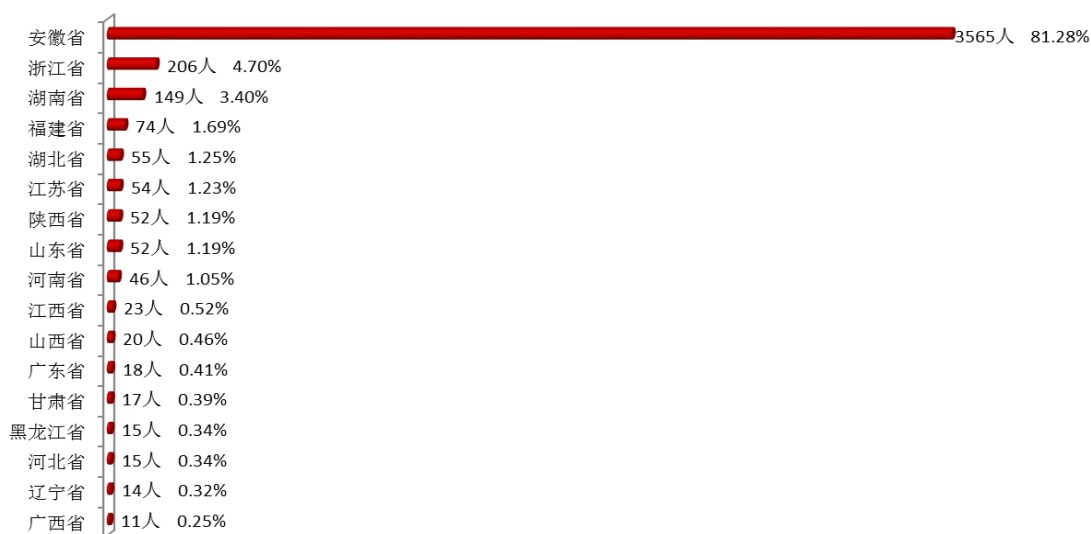 安徽省 3565人 81.28%
浙江省 206人 4.70%
湖南省 149人 3.40%
福建省 74人 1.69%
湖北省 55人 1.25%
江苏省 54人 1.23%
陕西省 52人 1.19%
山东省 52人 1.19%
河南省 46人 1.05%
江西省 23人 0.52%
山西省 20人 0.46%
广东省 18人 0.41%
甘肃省 17人 0.39%
黑龙江省 15人 0.34%
河北省 15人 0.34%
辽宁省 14人 0.32%
广西省 11人 0.25%